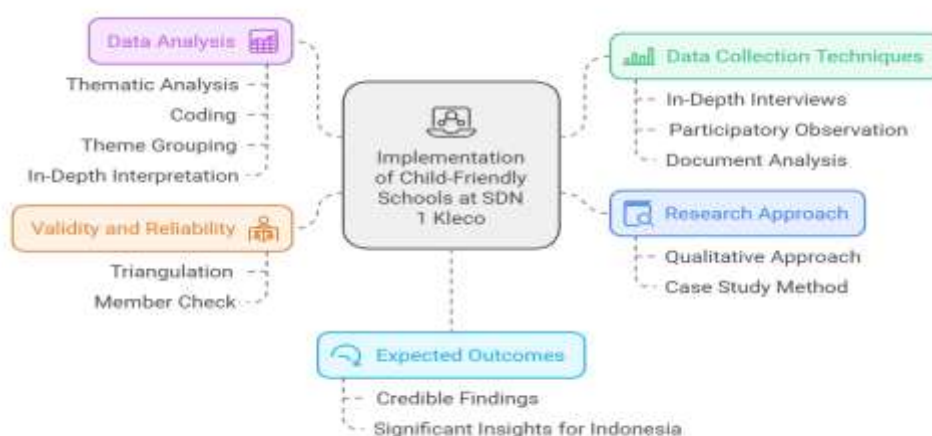 Data Analysis
Thematic Analysis
Coding
Theme Grouping
In-Depth Interpretation
Validity and Reliability
Triangulation
Member Check
Implementation
of Child-Friendly
Schools at SDN
1 Kleco
Data Collection Techniques
In-Depth Interviews
Participatory Observation
Document Analysis
Research Approach
Qualitative Approach
Case Study Method
Expected Outcomes
Credible Findings
Significant Insights for Indonesia